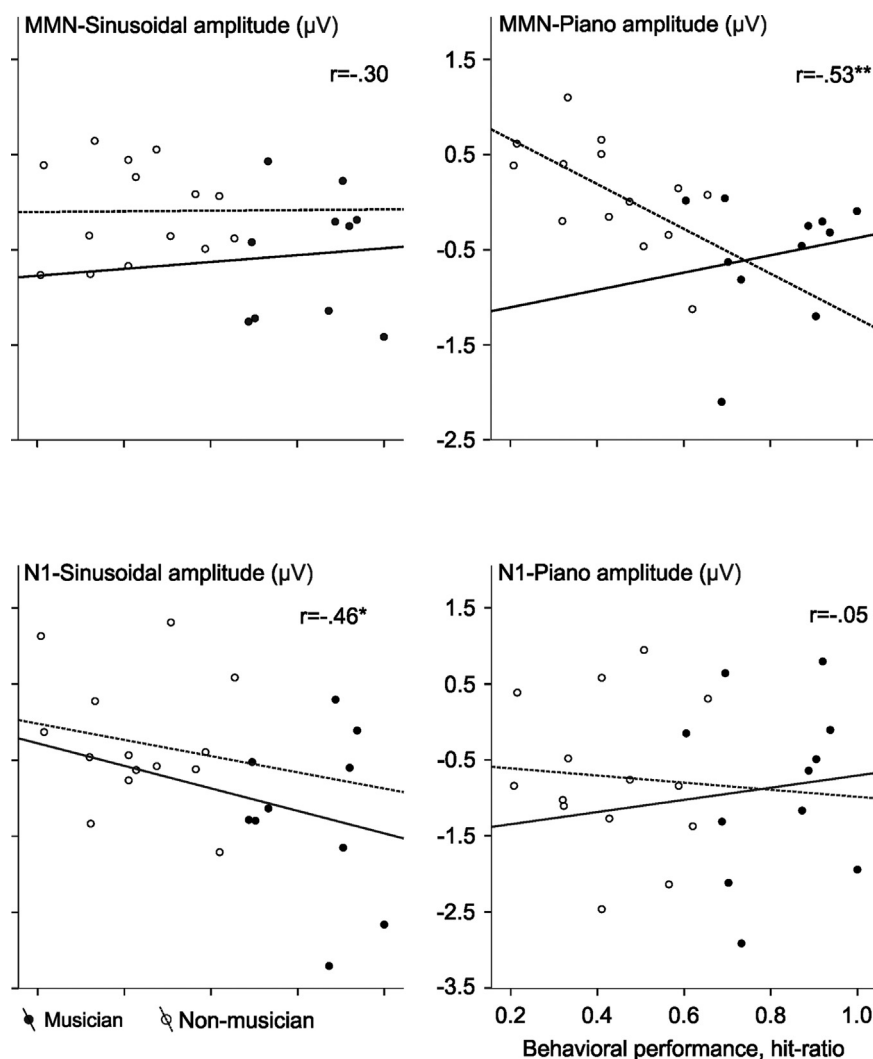 MMN-Sinusoidal amplitude (µV)
r=-.30
MMN-Piano amplitude (µV)
r=-.53**
1.5
0.5
-0.5
-1.5
-2.5
N1-Sinusoidal amplitude (µV)
r=-.46*
N1-Piano amplitude (µV)
r=-.05
1.5
0.5
-0.5
-1.5
-2.5
-3.5
0.2 0.4 0.6 0.8 1.0
Musician Non-musician
Behavioral performance, hit-ratio